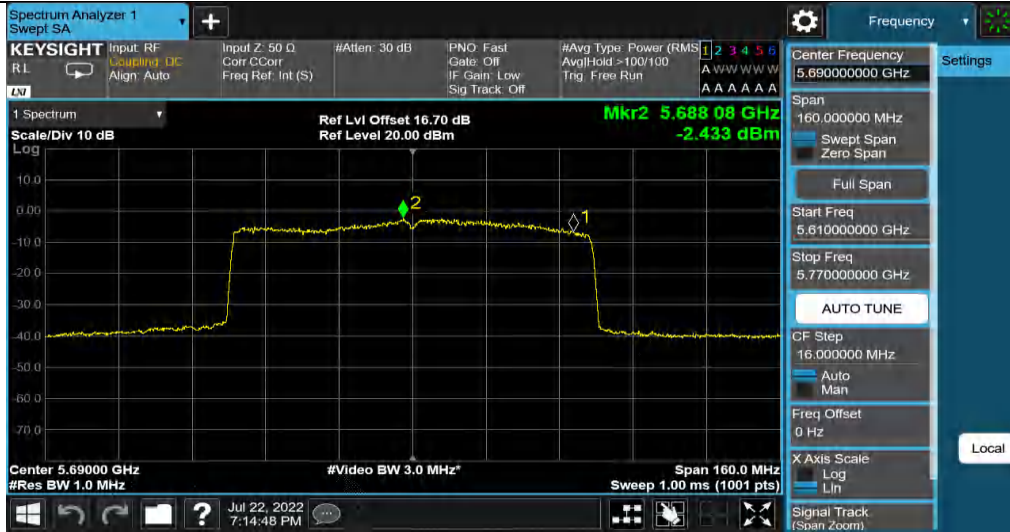 Spectrum Analyzer 1
Swept SA
+
Frequency
KEYSIGHT
RL
LXI
Input: RF
Coupling: DC
Align: Auto
Input Z: 50 Ω
Corr CCorr
Freq Ref: Int (S)
#Atten: 30 dB
PNO: Fast
Gate: Off
IF Gain: Low
Sig Track: Off
#Avg Type: Power (RMS
Avg|Hold >100/100
Trig: Free Run
1 2 3 4 5 6
A W W W W W
A A A A A A
1 Spectrum
Scale/Div 10 dB
Ref Lvl Offset 16.70 dB
Ref Level 20.00 dBm
Mkr2 5.688 08 GHz
-2.433 dBm
Log
10.0
0.00
-10.0
-20.0
-30.0
-40.0
-50.0
-60.0
-70.0
2
1
Center 5.69000 GHz
#Res BW 1.0 MHz
#Video BW 3.0 MHz*
Span 160.0 MHz
Sweep 1.00 ms (1001 pts)
Center Frequency
5.690000000 GHz
Span
160.000000 MHz
Swept Span
Zero Span
Full Span
Start Freq
5.610000000 GHz
Stop Freq
5.770000000 GHz
AUTO TUNE
CF Step
16.000000 MHz
Auto
Man
Freq Offset
0 Hz
X Axis Scale
Log
Lin
Signal Track
(Span Zoom)
Settings
Local
?
Jul 22, 2022
7:14:48 PM